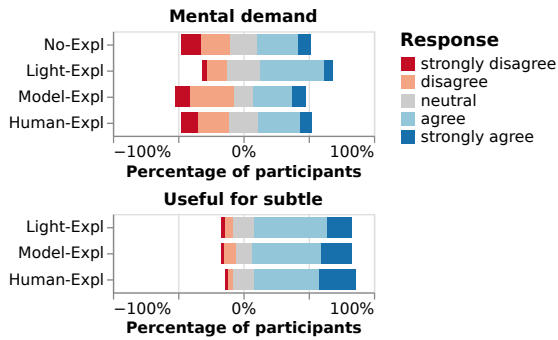 Mental demand
No-Expl
Light-Expl
Model-Expl
Human-Expl
−100% 0% 100%
Percentage of participants
Response
strongly disagree
disagree
neutral
agree
strongly agree
Useful for subtle
Light-Expl
Model-Expl
Human-Expl
−100% 0% 100%
Percentage of participants